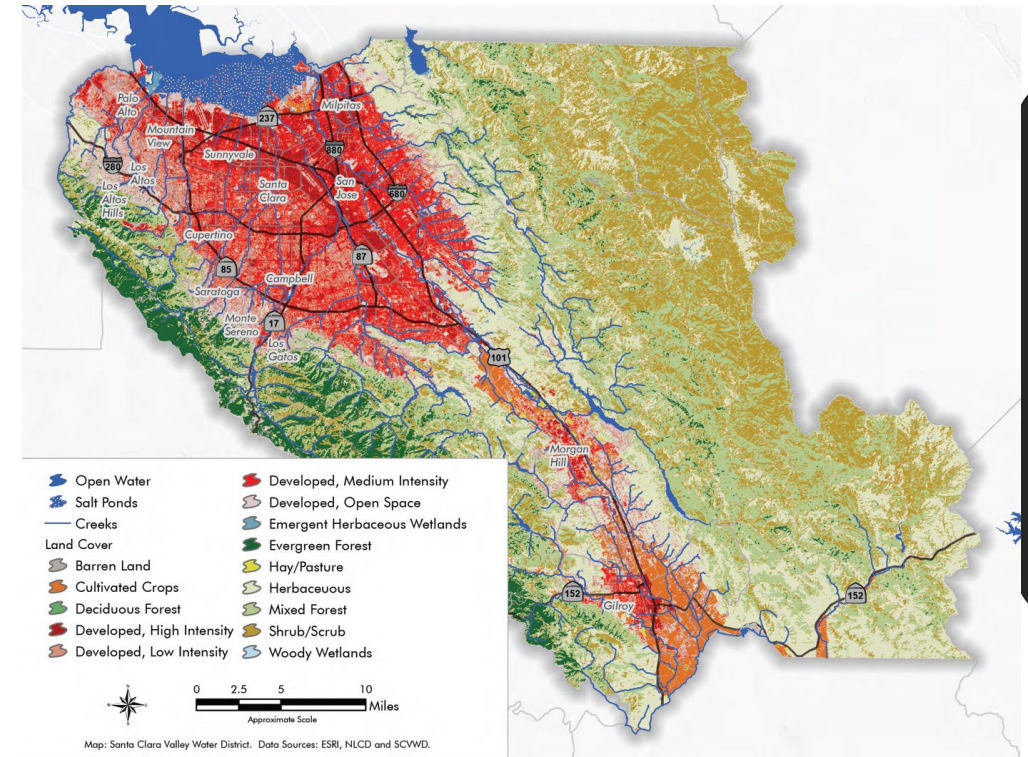 Palo
Alto
Mountain
View
237
Milpitas
Sunnyvale
880
280
Los
Altos
Los
Altos
Hills
Santa
Clara
San
Jose
680
Cupertino
85
87
Campbell
Saratoga
Monte
Sereno
17
Los
Gatos
101
Morgan
Hill
152
Gilroy
152
Open Water
Salt Ponds
Creeks
Land Cover
Barren Land
Cultivated Crops
Deciduous Forest
Developed, High Intensity
Developed, Low Intensity
Developed, Medium Intensity
Developed, Open Space
Emergent Herbaceous Wetlands
Evergreen Forest
Hay/Pasture
Herbaceuous
Mixed Forest
Shrub/Scrub
Woody Wetlands
N
W E
S
0 2.5 5 10
Miles
Approximate Scale
Map: Santa Clara Valley Water District. Data Sources: ESRI, NLCD and SCVWD.